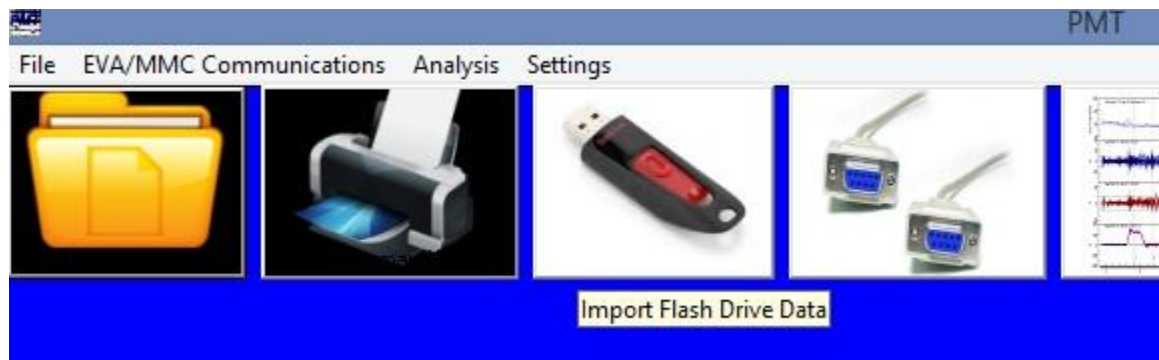 PMT
File EVA/MMC Communications Analysis Settings
Import Flash Drive Data